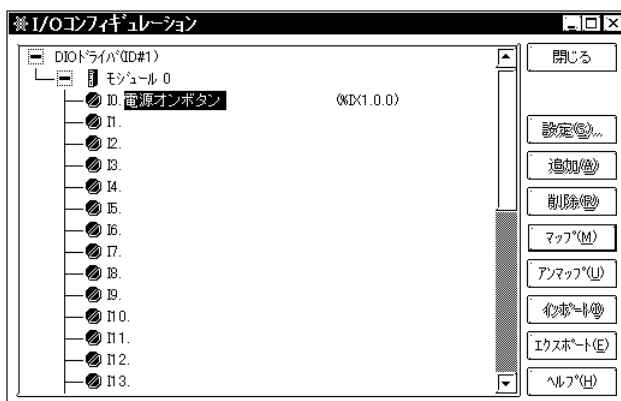 I/Oコンフィギュレーション
DIOドライバ(ID#1)
モジュール 0
I0. 電源オンボタン (%IX1.0.0)
I1.
I2.
I3.
I4.
I5.
I6.
I7.
I8.
I9.
I10.
I11.
I12.
I13.
閉じる
設定(S)...
追加(A)
削除(R)
マップ(M)
アンマップ(U)
インポート(I)
エクスポート(E)
ヘルプ(H)